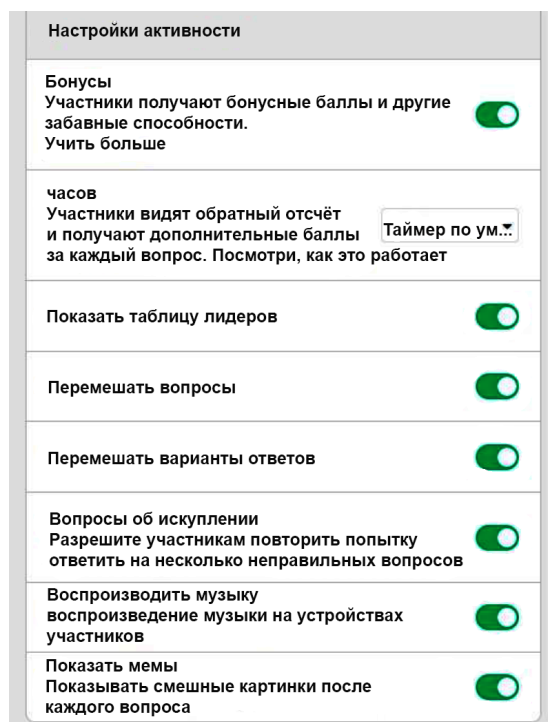 Настройки активности
Бонусы
Участники получают бонусные баллы и другие
забавные способности.
Учить больше
часов
Участники видят обратный отсчёт
и получают дополнительные баллы
Таймер по ум...
за каждый вопрос. Посмотри, как это работает
Показать таблицу лидеров
Перемешать вопросы
Перемешать варианты ответов
Вопросы об искуплении
Разрешите участникам повторить попытку
ответить на несколько неправильных вопросов
Воспроизводить музыку
воспроизведение музыки на устройствах
участников
Показать мемы
Показывать смешные картинки после
каждого вопроса